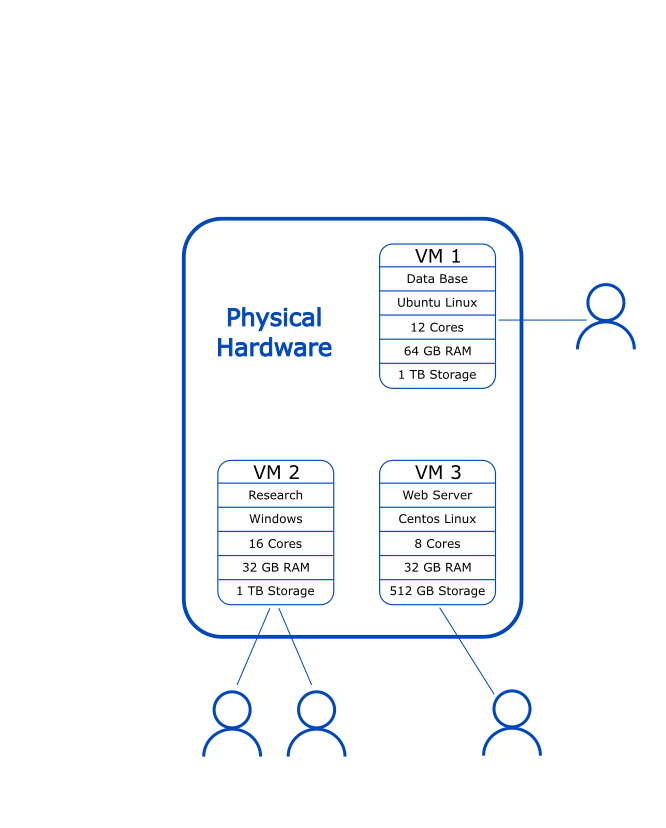 Physical
Hardware
VM 1
Data Base
Ubuntu Linux
12 Cores
64 GB RAM
1 TB Storage
VM 2
Research
Windows
16 Cores
32 GB RAM
1 TB Storage
VM 3
Web Server
Centos Linux
8 Cores
32 GB RAM
512 GB Storage